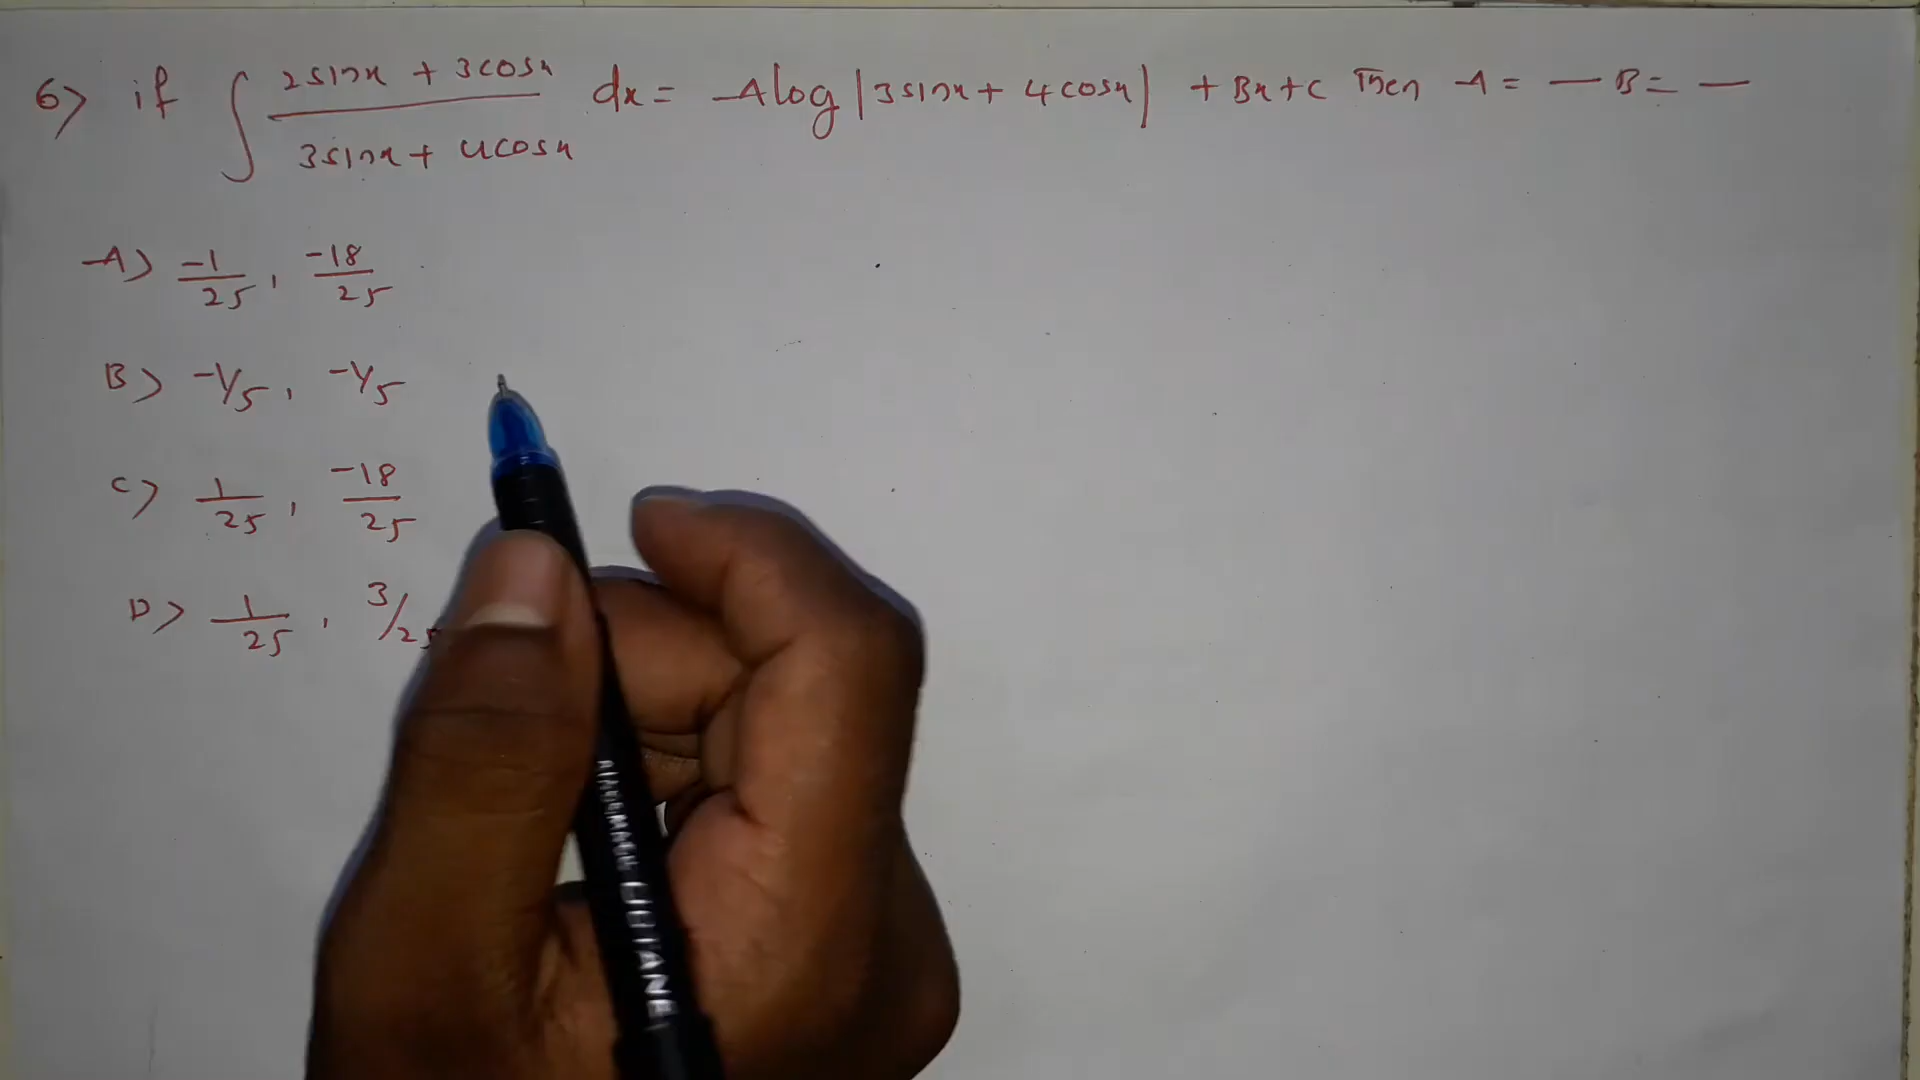 6) if ∫ (2sinx + 3cosx)/(3sinx + 4cosx) dx = A log|3sinx + 4cosx| + Bx + C Then A = — B = —
A) -1/25 , -18/25
B) -1/5 , -1/5
C) 1/25 , -18/25
D) 1/25 , 3/25